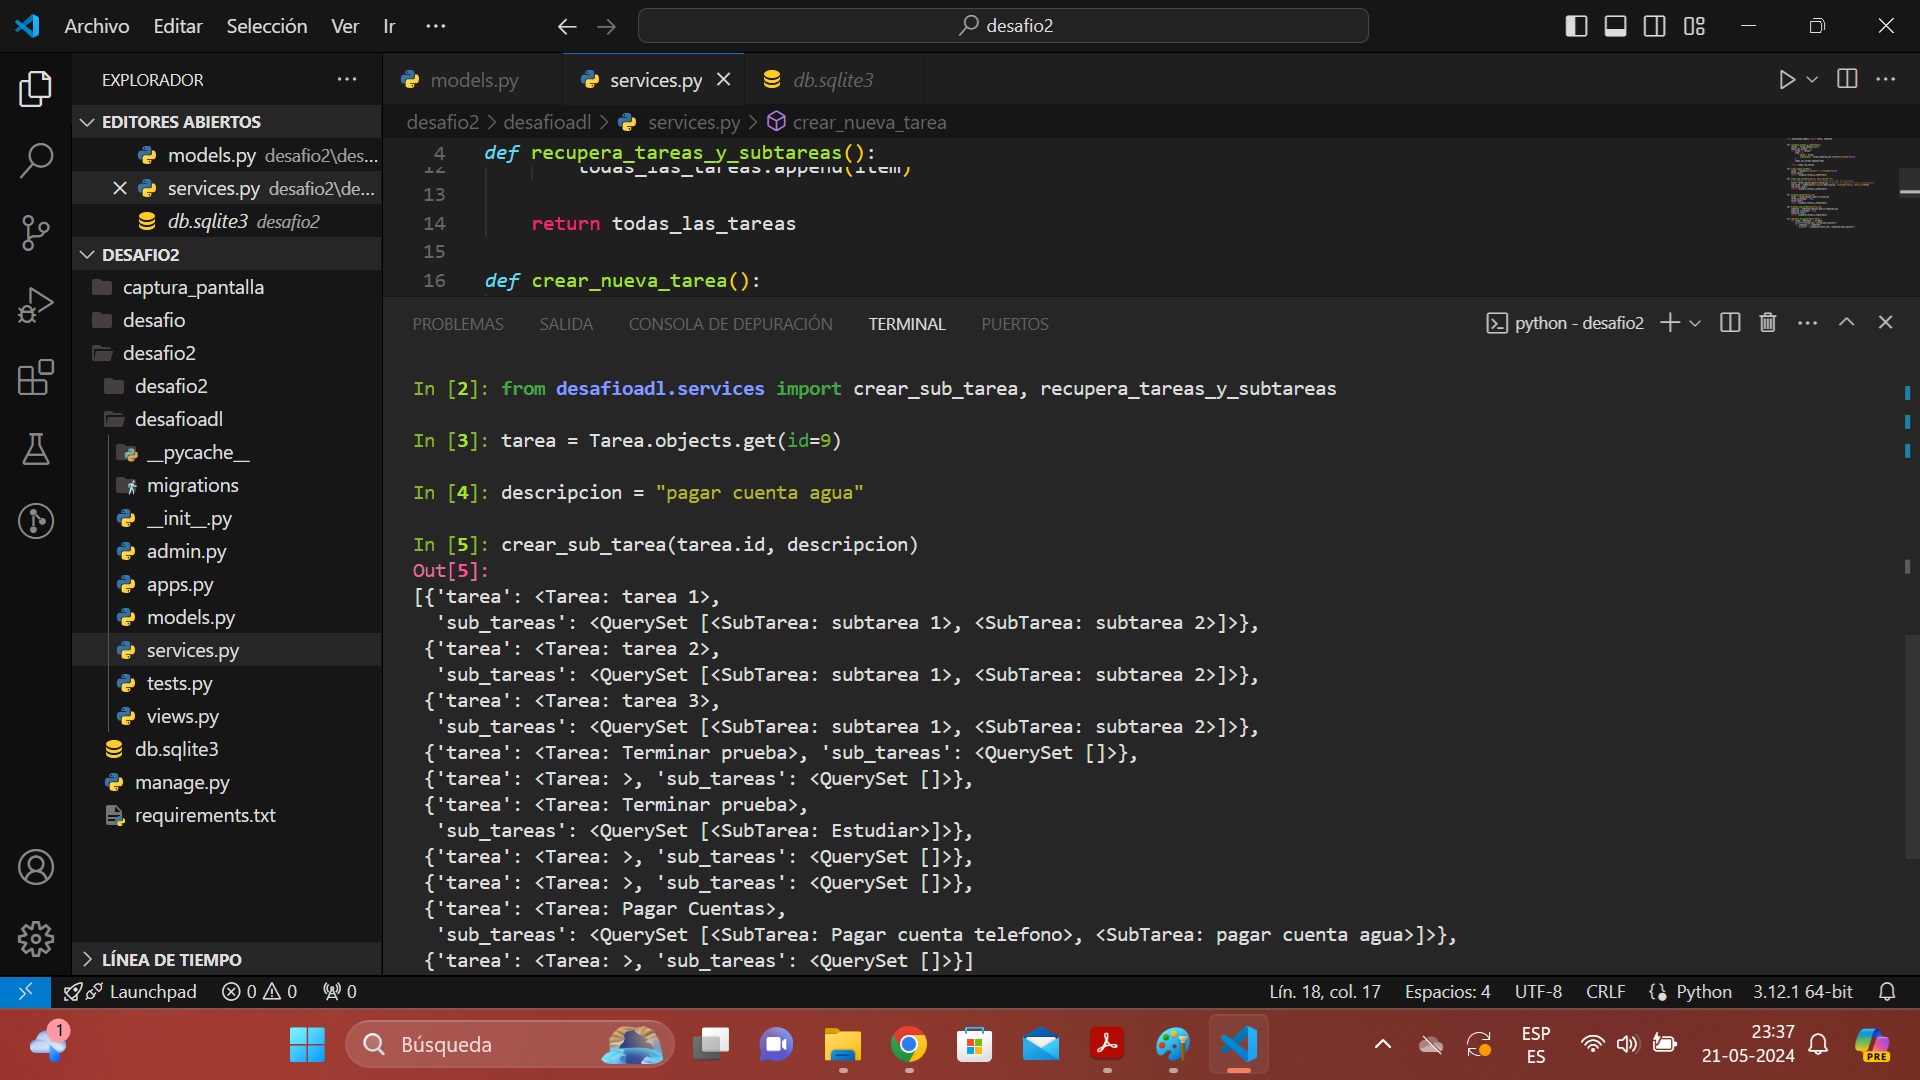 Archivo Editar Selección Ver Ir ···
desafio2
EXPLORADOR ···
models.py
services.py
db.sqlite3
EDITORES ABIERTOS
models.py desafio2\des...
services.py desafio2\de...
db.sqlite3 desafio2
DESAFIO2
captura_pantalla
desafio
desafio2
desafio2
desafioadl
__pycache__
migrations
__init__.py
admin.py
apps.py
models.py
services.py
tests.py
views.py
db.sqlite3
manage.py
requirements.txt
LÍNEA DE TIEMPO
desafio2 > desafioadl > services.py > crear_nueva_tarea
4 def recupera_tareas_y_subtareas():
12 todas_las_tareas.append(item)
13
14 return todas_las_tareas
15
16 def crear_nueva_tarea():
PROBLEMAS SALIDA CONSOLA DE DEPURACIÓN TERMINAL PUERTOS
python - desafio2
In [2]: from desafioadl.services import crear_sub_tarea, recupera_tareas_y_subtareas
In [3]: tarea = Tarea.objects.get(id=9)
In [4]: descripcion = "pagar cuenta agua"
In [5]: crear_sub_tarea(tarea.id, descripcion)
Out[5]:
[{'tarea': <Tarea: tarea 1>,
'sub_tareas': <QuerySet [<SubTarea: subtarea 1>, <SubTarea: subtarea 2>]>},
{'tarea': <Tarea: tarea 2>,
'sub_tareas': <QuerySet [<SubTarea: subtarea 1>, <SubTarea: subtarea 2>]>},
{'tarea': <Tarea: tarea 3>,
'sub_tareas': <QuerySet [<SubTarea: subtarea 1>, <SubTarea: subtarea 2>]>},
{'tarea': <Tarea: Terminar prueba>, 'sub_tareas': <QuerySet []>},
{'tarea': <Tarea: >, 'sub_tareas': <QuerySet []>},
{'tarea': <Tarea: Terminar prueba>,
'sub_tareas': <QuerySet [<SubTarea: Estudiar>]>},
{'tarea': <Tarea: >, 'sub_tareas': <QuerySet []>},
{'tarea': <Tarea: >, 'sub_tareas': <QuerySet []>},
{'tarea': <Tarea: Pagar Cuentas>,
'sub_tareas': <QuerySet [<SubTarea: Pagar cuenta telefono>, <SubTarea: pagar cuenta agua>]>},
{'tarea': <Tarea: >, 'sub_tareas': <QuerySet []>}]
Launchpad 0 0 0
Lín. 18, col. 17 Espacios: 4 UTF-8 CRLF Python 3.12.1 64-bit
1
Búsqueda
ESP
ES
23:37
21-05-2024
PRE